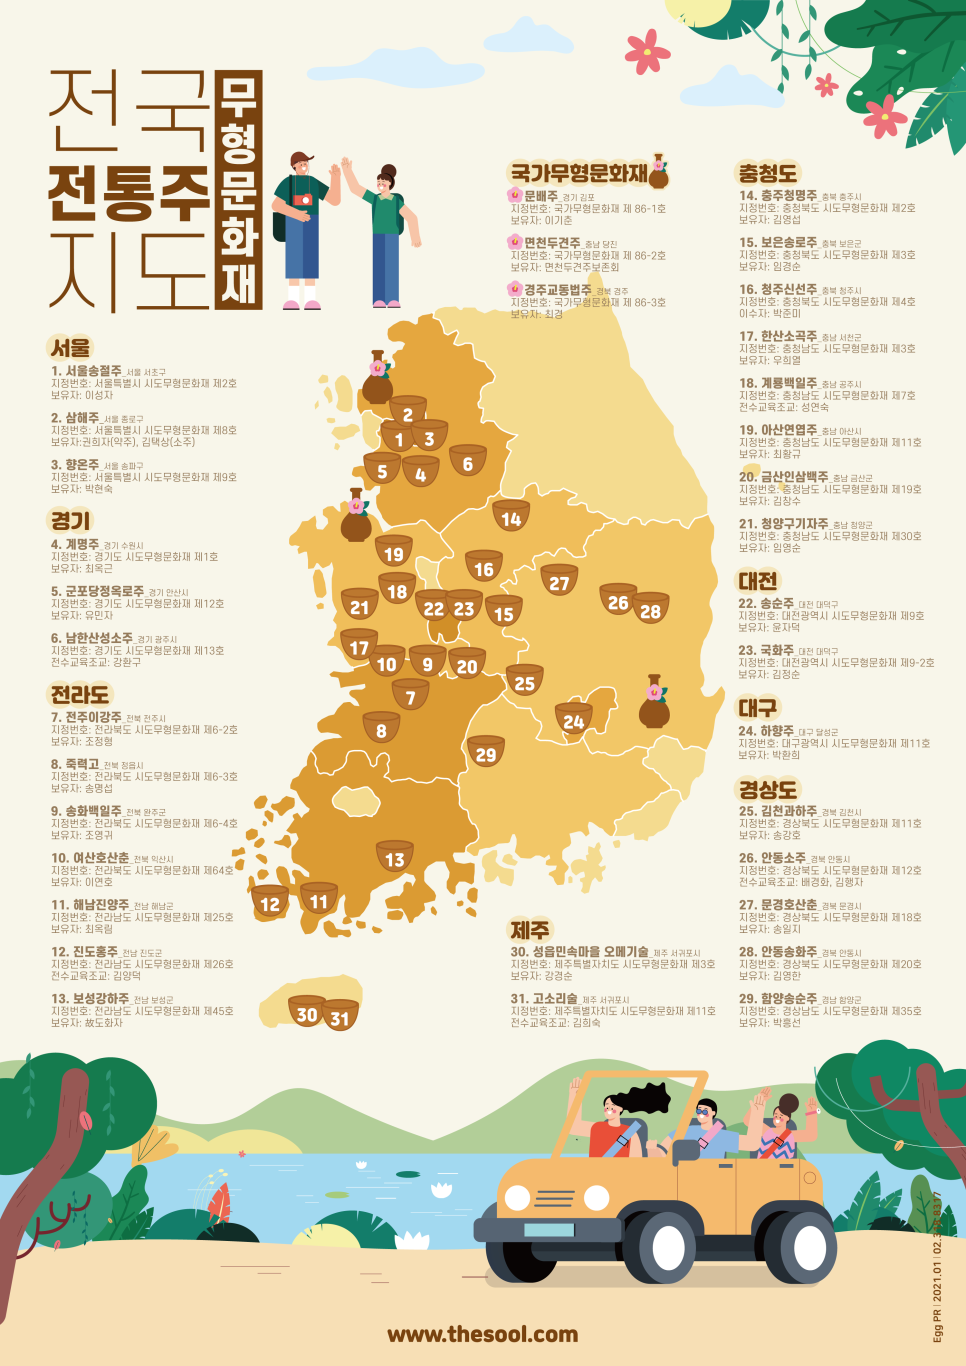 전국
전통주
지도
무형문화재
서울
1. 서울송절주_서울 서초구
지정번호: 서울특별시 시도무형문화재 제2호
보유자: 이성자
2. 삼해주_서울 종로구
지정번호: 서울특별시 시도무형문화재 제8호
보유자:권희자(약주), 김택상(소주)
3. 향온주_서울 송파구
지정번호: 서울특별시 시도무형문화재 제9호
보유자: 박현숙
경기
4. 계명주_경기 수원시
지정번호: 경기도 시도무형문화재 제1호
보유자: 최옥근
5. 군포당정옥로주_경기 안산시
지정번호: 경기도 시도무형문화재 제12호
보유자: 유민자
6. 남한산성소주_경기 광주시
지정번호: 경기도 시도무형문화재 제13호
전수교육조교: 강환구
전라도
7. 전주이강주_전북 전주시
지정번호: 전라북도 시도무형문화재 제6-2호
보유자: 조정형
8. 죽력고_전북 정읍시
지정번호: 전라북도 시도무형문화재 제6-3호
보유자: 송명섭
9. 송화백일주_전북 완주군
지정번호: 전라북도 시도무형문화재 제6-4호
보유자: 조영귀
10. 여산호산춘_전북 익산시
지정번호: 전라북도 시도무형문화재 제64호
보유자: 이연호
11. 해남진양주_전남 해남군
지정번호: 전라남도 시도무형문화재 제25호
보유자: 최옥림
12. 진도홍주_전남 진도군
지정번호: 전라남도 시도무형문화재 제26호
전수교육조교: 김양덕
13. 보성강하주_전남 보성군
지정번호: 전라남도 시도무형문화재 제45호
보유자: 故도화자
국가무형문화재
문배주_경기 김포
지정번호: 국가무형문화재 제 86-1호
보유자: 이기춘
면천두견주_충남 당진
지정번호: 국가무형문화재 제 86-2호
보유자: 면천두견주보존회
경주교동법주_경북 경주
지정번호: 국가무형문화재 제 86-3호
보유자: 최경
2
1
3
5
4
6
14
19
16
27
18
21
22
23
15
26
28
17
10
9
20
25
7
8
24
29
13
12
11
30
31
제주
30. 성읍민속마을 오메기술_제주 서귀포시
지정번호: 제주특별자치도 시도무형문화재 제3호
보유자: 강경순
31. 고소리술_제주 서귀포시
지정번호: 제주특별자치도 시도무형문화재 제11호
전수교육조교: 김희숙
충청도
14. 충주청명주_충북 충주시
지정번호: 충청북도 시도무형문화재 제2호
보유자: 김영섭
15. 보은송로주_충북 보은군
지정번호: 충청북도 시도무형문화재 제3호
보유자: 임경순
16. 청주신선주_충북 청주시
지정번호: 충청북도 시도무형문화재 제4호
이수자: 박준미
17. 한산소곡주_충남 서천군
지정번호: 충청남도 시도무형문화재 제3호
보유자: 우희열
18. 계룡백일주_충남 공주시
지정번호: 충청남도 시도무형문화재 제7호
전수교육조교: 성연숙
19. 아산연엽주_충남 아산시
지정번호: 충청남도 시도무형문화재 제11호
보유자: 최황규
20. 금산인삼백주_충남 금산군
지정번호: 충청남도 시도무형문화재 제19호
보유자: 김창수
21. 청양구기자주_충남 청양군
지정번호: 충청남도 시도무형문화재 제30호
보유자: 임영순
대전
22. 송순주_대전 대덕구
지정번호: 대전광역시 시도무형문화재 제9호
보유자: 윤자덕
23. 국화주_대전 대덕구
지정번호: 대전광역시 시도무형문화재 제9-2호
보유자: 김정순
대구
24. 하향주_대구 달성군
지정번호: 대구광역시 시도무형문화재 제11호
보유자: 박환희
경상도
25. 김천과하주_경북 김천시
지정번호: 경상북도 시도무형문화재 제11호
보유자: 송강호
26. 안동소주_경북 안동시
지정번호: 경상북도 시도무형문화재 제12호
전수교육조교: 배경화, 김행자
27. 문경호산춘_경북 문경시
지정번호: 경상북도 시도무형문화재 제18호
보유자: 송일지
28. 안동송화주_경북 안동시
지정번호: 경상북도 시도무형문화재 제20호
보유자: 김영한
29. 함양송순주_경남 함양군
지정번호: 경상남도 시도무형문화재 제35호
보유자: 박흥선
www.thesool.com
Egg PR | 2021.01 |